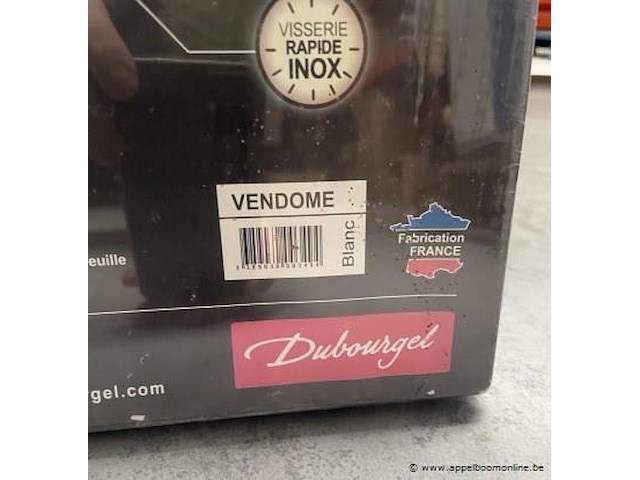 VISSERIE
RAPIDE
INOX
VENDOME
Blanc
Fabrication
FRANCE
euille
Dubourgel
gel.com
© www.appelboomonline.be